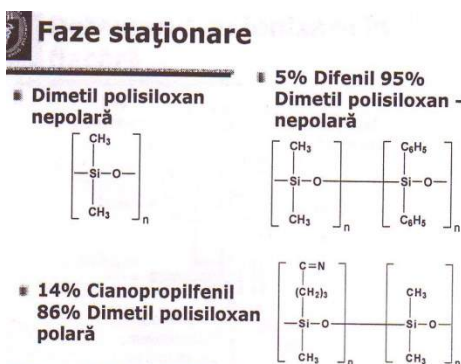 Faze staţionare
Dimetil polisiloxan
nepolară
CH3
Si-O
CH3
n
5% Difenil 95%
Dimetil polisiloxan -
nepolară
CH3
C6H5
Si-O
Si-O
CH3
n
C6H5
n
14% Cianopropilfenil
86% Dimetil polisiloxan
polară
C=N
(CH2)3
CH3
Si-O
Si-O
CH3
n
CH3
n